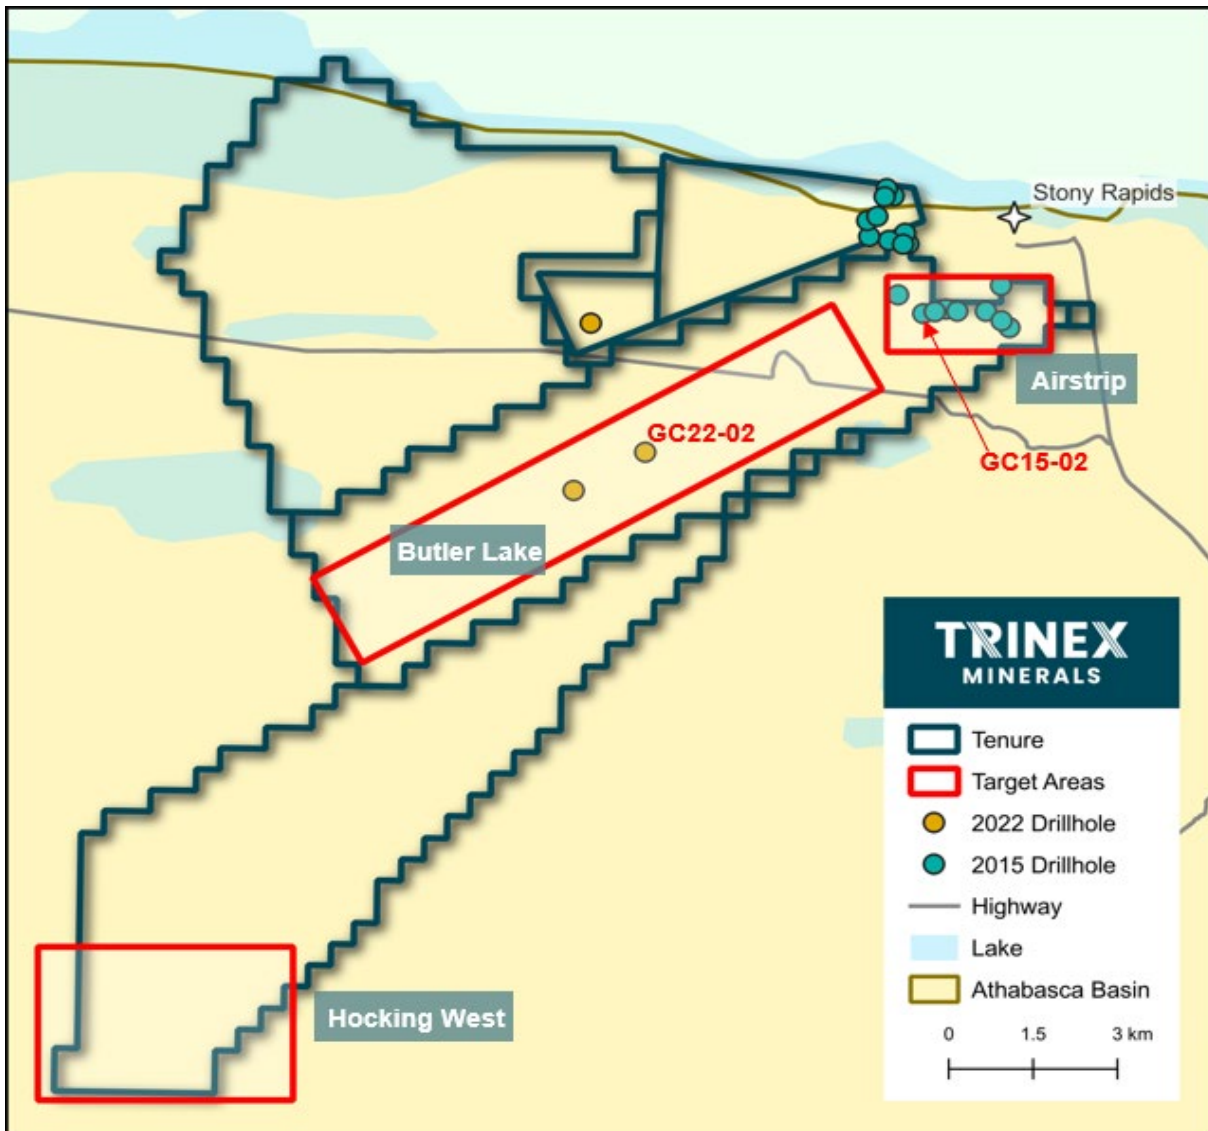 Stony Rapids
Airstrip
GC22-02
GC15-02
Butler Lake
Hocking West
TRINEX
MINERALS
Tenure
Target Areas
2022 Drillhole
2015 Drillhole
Highway
Lake
Athabasca Basin
0 1.5 3 km